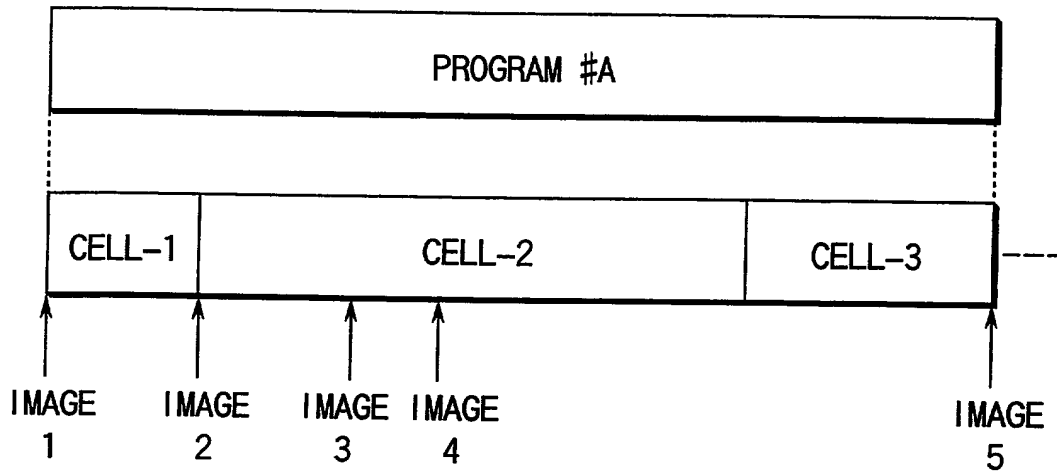 PROGRAM #A
CELL-1 CELL-2 CELL-3
IMAGE 1
IMAGE 2
IMAGE 3
IMAGE 4
IMAGE 5